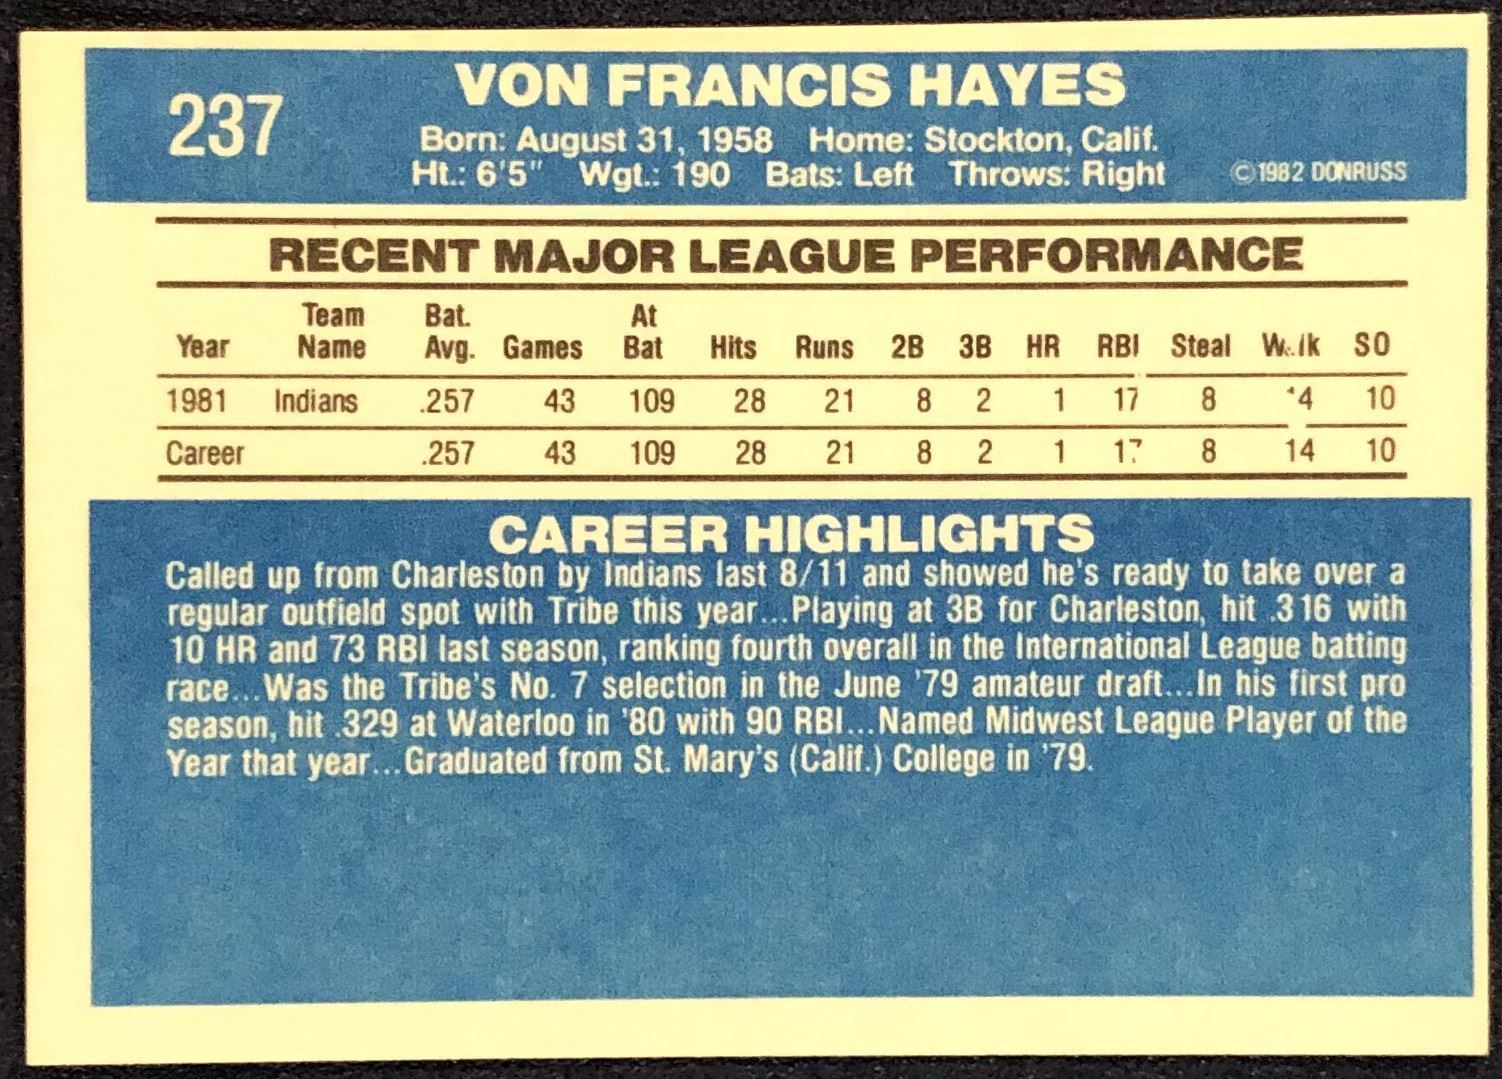 237
VON FRANCIS HAYES
Born: August 31, 1958 Home: Stockton, Calif.
Ht.: 6'5" Wgt.: 190 Bats: Left Throws: Right
©1982 DONRUSS
RECENT MAJOR LEAGUE PERFORMANCE
Year Team Name Bat. Avg. Games At Bat Hits Runs 2B 3B HR RBI Steal Walk SO
1981 Indians .257 43 109 28 21 8 2 1 17 8 14 10
Career .257 43 109 28 21 8 2 1 17 8 14 10
CAREER HIGHLIGHTS
Called up from Charleston by Indians last 8/11 and showed he's ready to take over a
regular outfield spot with Tribe this year...Playing at 3B for Charleston, hit .316 with
10 HR and 73 RBI last season, ranking fourth overall in the International League batting
race...Was the Tribe's No. 7 selection in the June '79 amateur draft...In his first pro
season, hit .329 at Waterloo in '80 with 90 RBI...Named Midwest League Player of the
Year that year...Graduated from St. Mary's (Calif.) College in '79.